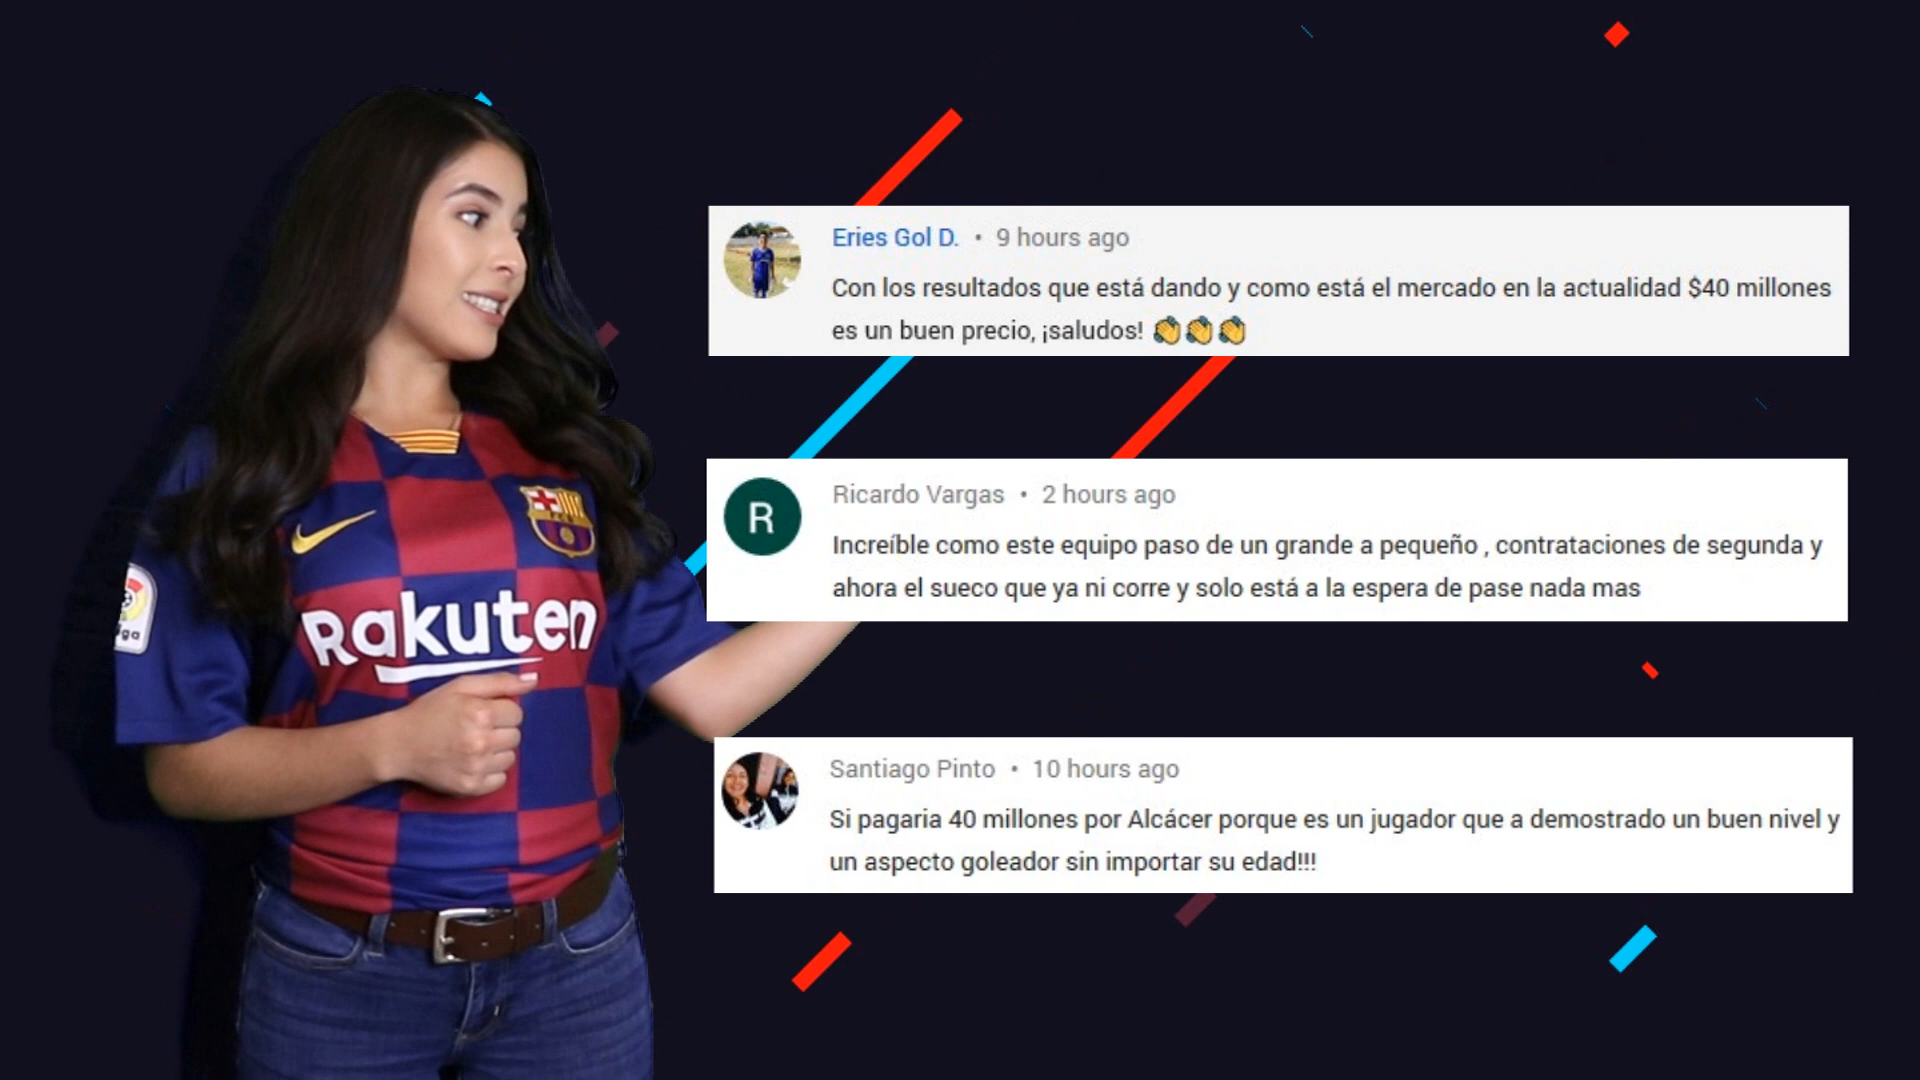 Eries Gol D. • 9 hours ago
Con los resultados que está dando y como está el mercado en la actualidad $40 millones
es un buen precio, ¡saludos! 👏👏👏
R
Ricardo Vargas • 2 hours ago
Increíble como este equipo paso de un grande a pequeño , contrataciones de segunda y
ahora el sueco que ya ni corre y solo está a la espera de pase nada mas
Santiago Pinto • 10 hours ago
Si pagaria 40 millones por Alcácer porque es un jugador que a demostrado un buen nivel y
un aspecto goleador sin importar su edad!!!
Rakuten